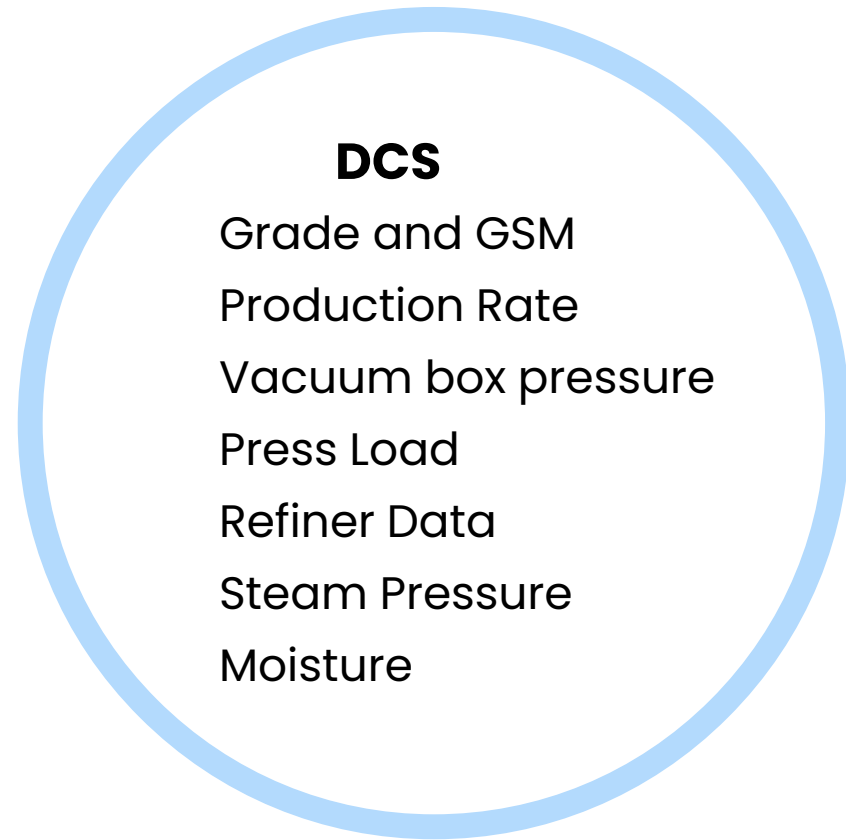 DCS
Grade and GSM
Production Rate
Vacuum box pressure
Press Load
Refiner Data
Steam Pressure
Moisture